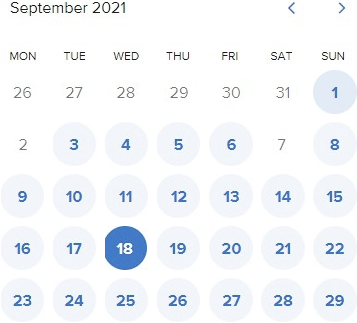 September 2021
MON TUE WED THU FRI SAT SUN
26 27 28 29 30 31 1
2 3 4 5 6 7 8
9 10 11 12 13 14 15
16 17 18 19 20 21 22
23 24 25 26 27 28 29